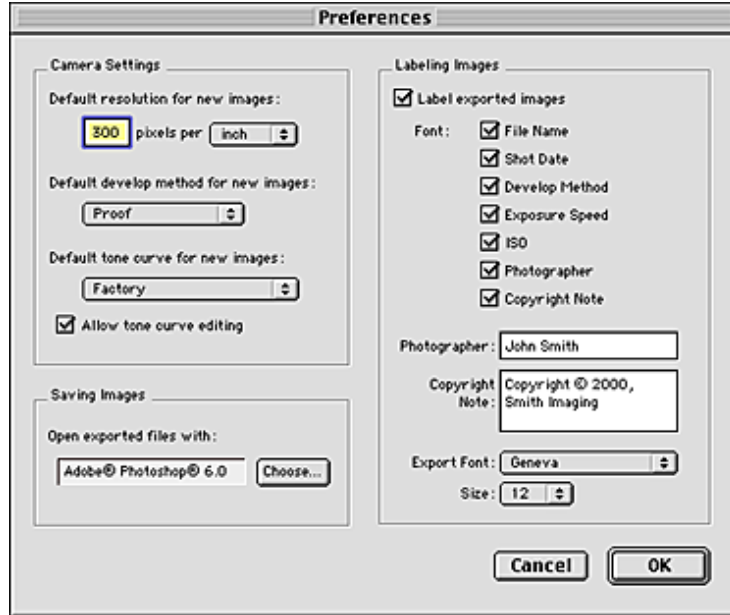 Preferences
Camera Settings
Default resolution for new images:
300 pixels per inch
Default develop method for new images:
Proof
Default tone curve for new images:
Factory
Allow tone curve editing
Saving Images
Open exported files with:
Adobe® Photoshop® 6.0 Choose...
Labeling Images
Label exported images
Font: File Name
Shot Date
Develop Method
Exposure Speed
ISO
Photographer
Copyright Note
Photographer: John Smith
Copyright Note: Copyright © 2000,
Smith Imaging
Export Font: Geneva
Size: 12
Cancel OK